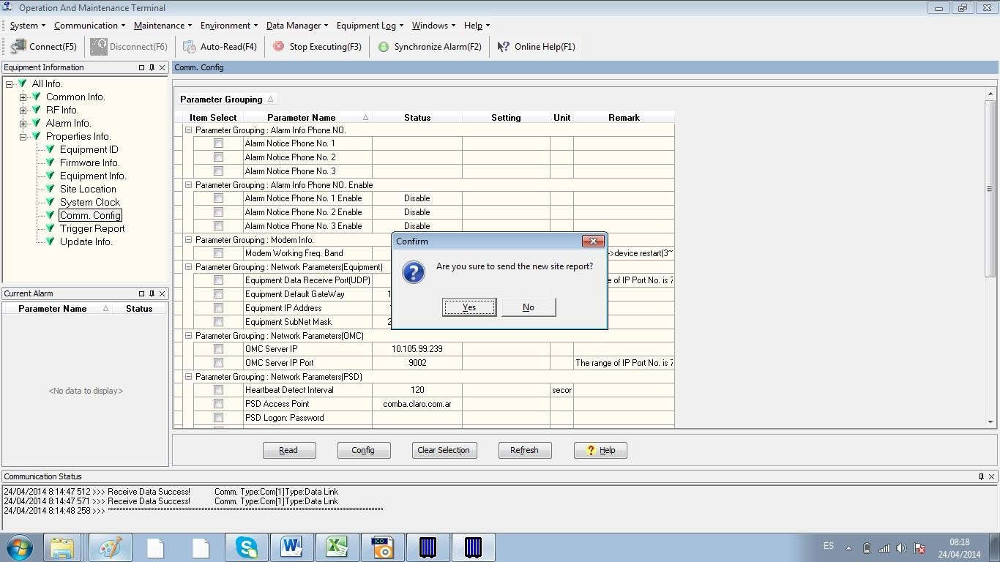 Operation And Maintenance Terminal
System Communication Maintenance Environment Data Manager Equipment Log Windows Help
Connect(F5) Disconnect(F6) Auto-Read(F4) Stop Executing(F3) Synchronize Alarm(F2) Online Help(F1)
Equipment Information
All Info.
Common Info.
RF Info.
Alarm Info.
Properties Info.
Equipment ID
Firmware Info.
Equipment Info.
Site Location
System Clock
Comm. Config
Trigger Report
Update Info.
Current Alarm
Parameter Name Status
<No data to display>
Comm. Config
Parameter Grouping
Item Select Parameter Name Status Setting Unit Remark
Parameter Grouping : Alarm Info Phone NO.
Alarm Notice Phone No. 1
Alarm Notice Phone No. 2
Alarm Notice Phone No. 3
Parameter Grouping : Alarm Info Phone NO. Enable
Alarm Notice Phone No. 1 Enable Disable
Alarm Notice Phone No. 2 Enable Disable
Alarm Notice Phone No. 3 Enable Disable
Parameter Grouping : Modem Info.
Modem Working Freq. Band ->device restart(3~
Parameter Grouping : Network Parameters(Equipment)
Equipment Data Receive Port(UDP) of IP Port No. is 7
Equipment Default GateWay 1
Equipment IP Address
Equipment SubNet Mask 2
Parameter Grouping : Network Parameters(OMC)
OMC Server IP 10.105.99.239
OMC Server IP Port 9002 The range of IP Port No. is 7
Parameter Grouping : Network Parameters(PSD)
Heartbeat Detect Interval 120 secor
PSD Access Point comba.claro.com.ar
PSD Logon: Password
Confirm
Are you sure to send the new site report?
Yes No
Read Config Clear Selection Refresh Help
Communication Status
24/04/2014 8:14:47 512 >>> Receive Data Success! Comm. Type:Com[1]Type:Data Link
24/04/2014 8:14:47 571 >>> Receive Data Success! Comm. Type:Com[1]Type:Data Link
24/04/2014 8:14:48 258 >>>
ICO
ES
08:18
24/04/2014